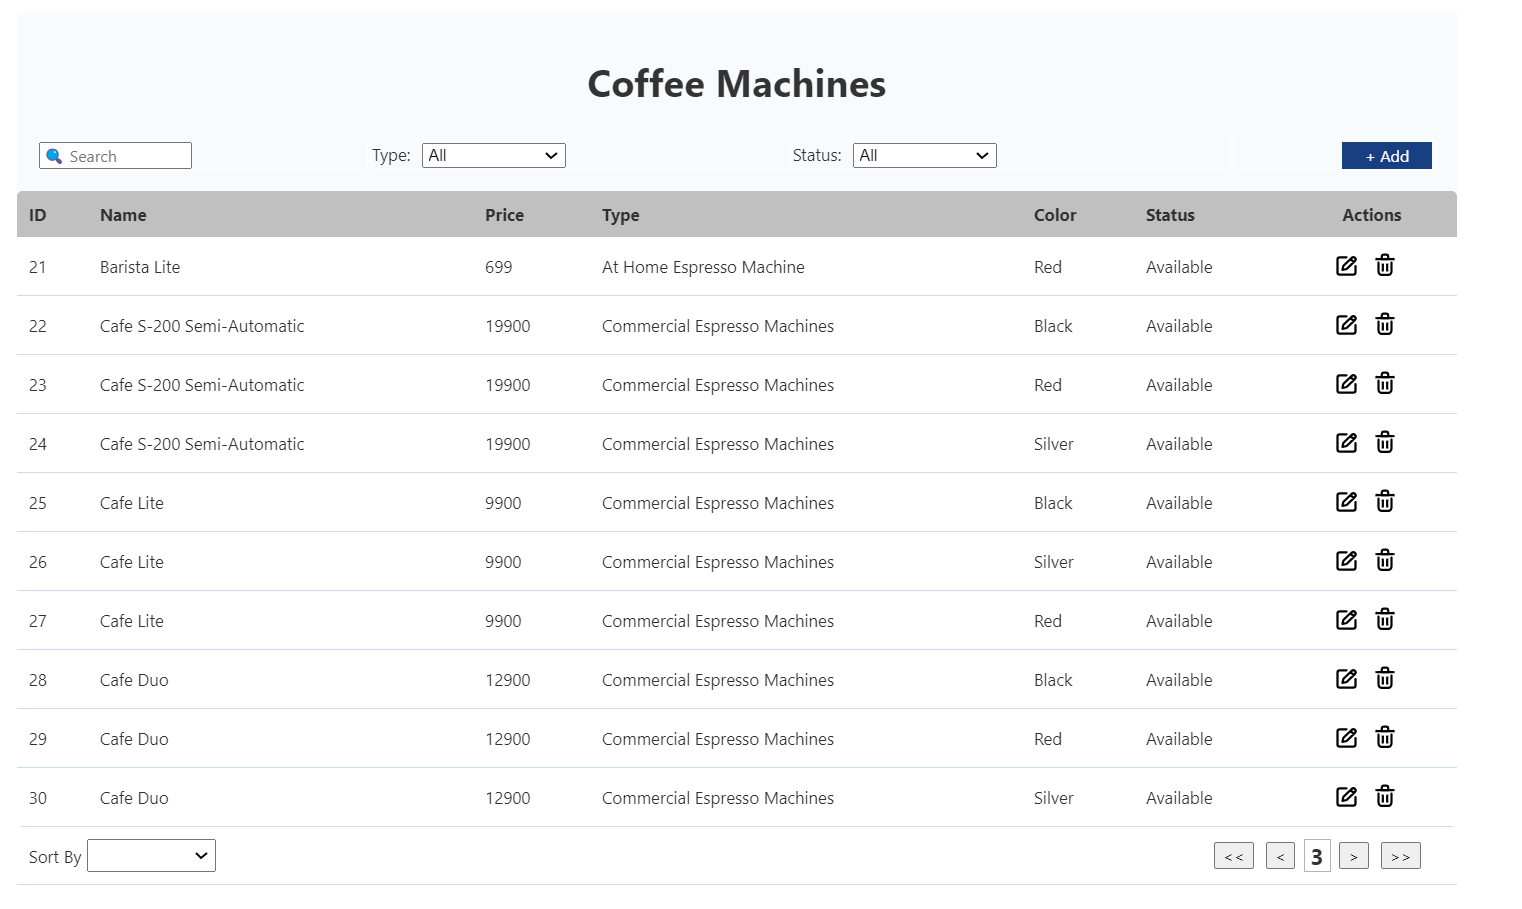 Coffee Machines
Search Type: All Status: All + Add
ID Name Price Type Color Status Actions
21 Barista Lite 699 At Home Espresso Machine Red Available
22 Cafe S-200 Semi-Automatic 19900 Commercial Espresso Machines Black Available
23 Cafe S-200 Semi-Automatic 19900 Commercial Espresso Machines Red Available
24 Cafe S-200 Semi-Automatic 19900 Commercial Espresso Machines Silver Available
25 Cafe Lite 9900 Commercial Espresso Machines Black Available
26 Cafe Lite 9900 Commercial Espresso Machines Silver Available
27 Cafe Lite 9900 Commercial Espresso Machines Red Available
28 Cafe Duo 12900 Commercial Espresso Machines Black Available
29 Cafe Duo 12900 Commercial Espresso Machines Red Available
30 Cafe Duo 12900 Commercial Espresso Machines Silver Available
Sort By << < 3 > >>